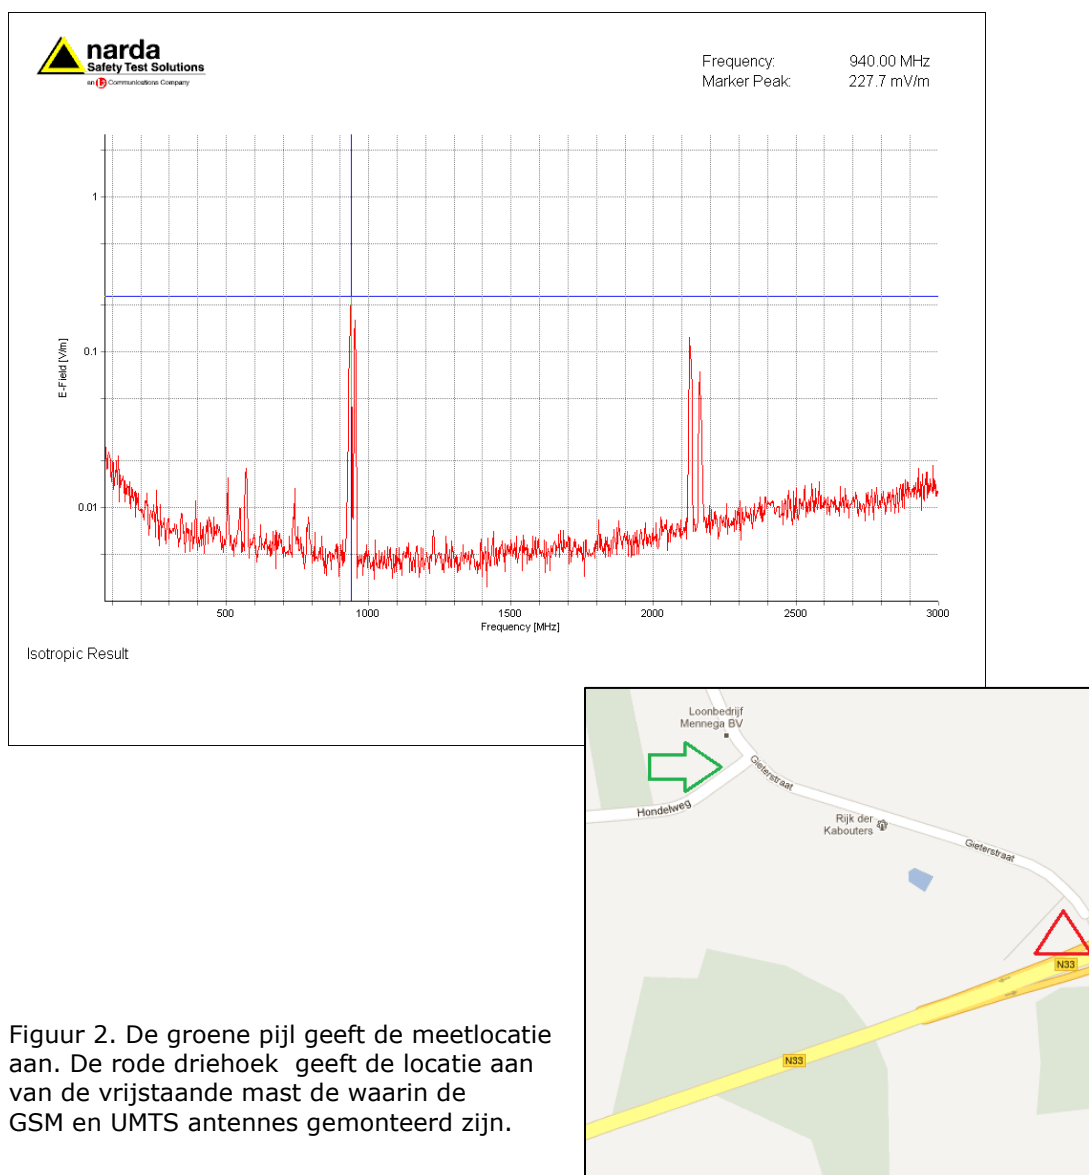 narda
Safety Test Solutions
an L3 Communications Company
Frequency: 940.00 MHz
Marker Peak: 227.7 mV/m
E-Field [V/m]
1
0.1
0.01
500 1000 1500 2000 2500 3000
Frequency [MHz]
Isotropic Result
Loonbedrijf
Mennega BV
Gieterstraat
Hondelweg
Rijk der
Kabouters
Gieterstraat
N33
N33
Figuur 2. De groene pijl geeft de meetlocatie
aan. De rode driehoek geeft de locatie aan
van de vrijstaande mast de waarin de
GSM en UMTS antennes gemonteerd zijn.